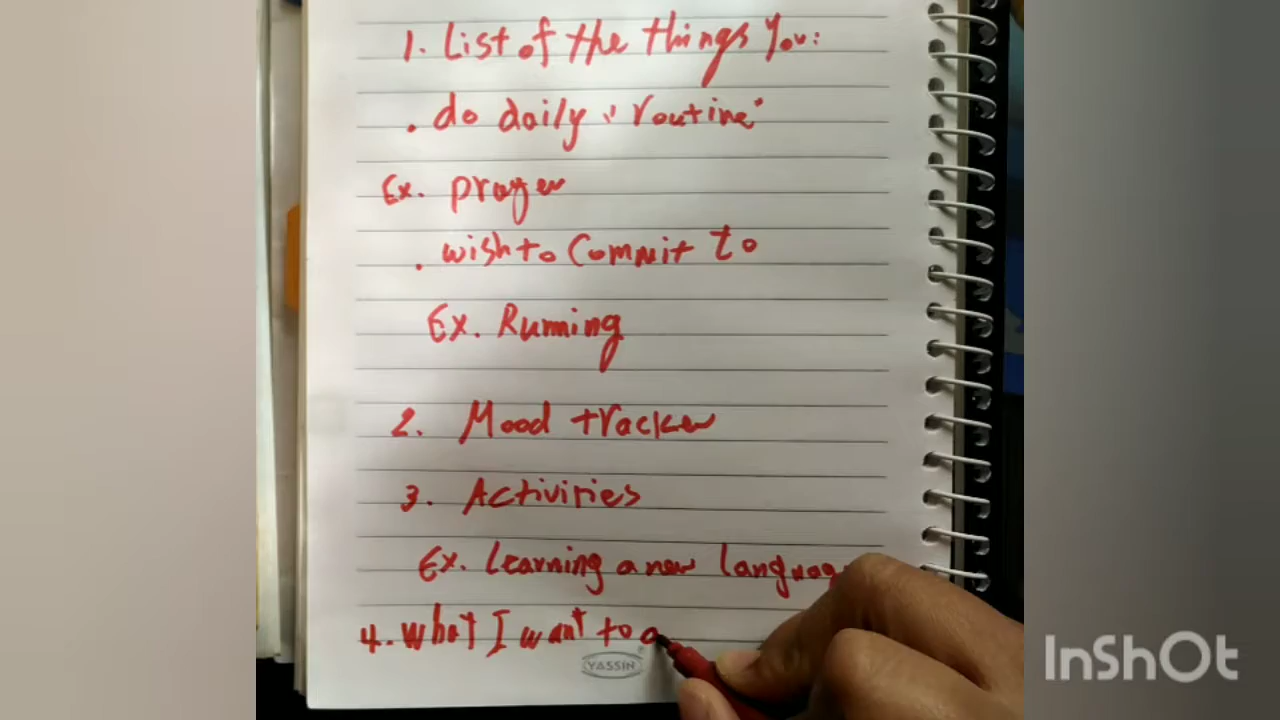 1. List of the things You:
. do daily "routine"
Ex. prayer
. wish to Commit to
Ex. Running
2. Mood tracker
3. Activities
Ex. Learning a new
4. What I want to
YASSIN
InShOt